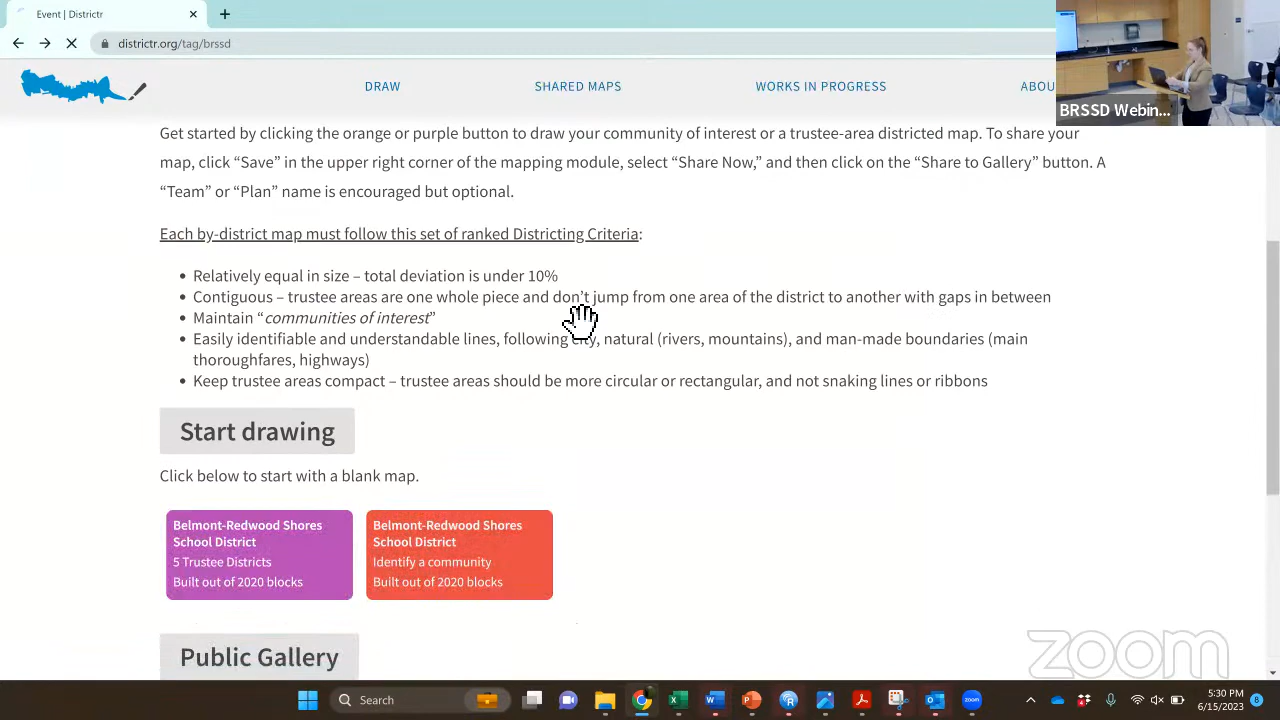 Event | Districtr
districtr.org/tag/brssd
DRAW
SHARED MAPS
WORKS IN PROGRESS
ABOU
BRSSD Webin...
Get started by clicking the orange or purple button to draw your community of interest or a trustee-area districted map. To share your
map, click “Save” in the upper right corner of the mapping module, select “Share Now,” and then click on the “Share to Gallery” button. A
“Team” or “Plan” name is encouraged but optional.
Each by-district map must follow this set of ranked Districting Criteria:
• Relatively equal in size – total deviation is under 10%
• Contiguous – trustee areas are one whole piece and don’t jump from one area of the district to another with gaps in between
• Maintain “communities of interest”
• Easily identifiable and understandable lines, following city, natural (rivers, mountains), and man-made boundaries (main
thoroughfares, highways)
• Keep trustee areas compact – trustee areas should be more circular or rectangular, and not snaking lines or ribbons
Start drawing
Click below to start with a blank map.
Belmont-Redwood Shores
School District
5 Trustee Districts
Built out of 2020 blocks
Belmont-Redwood Shores
School District
Identify a community
Built out of 2020 blocks
Public Gallery
zoom
Search
5:30 PM
6/15/2023